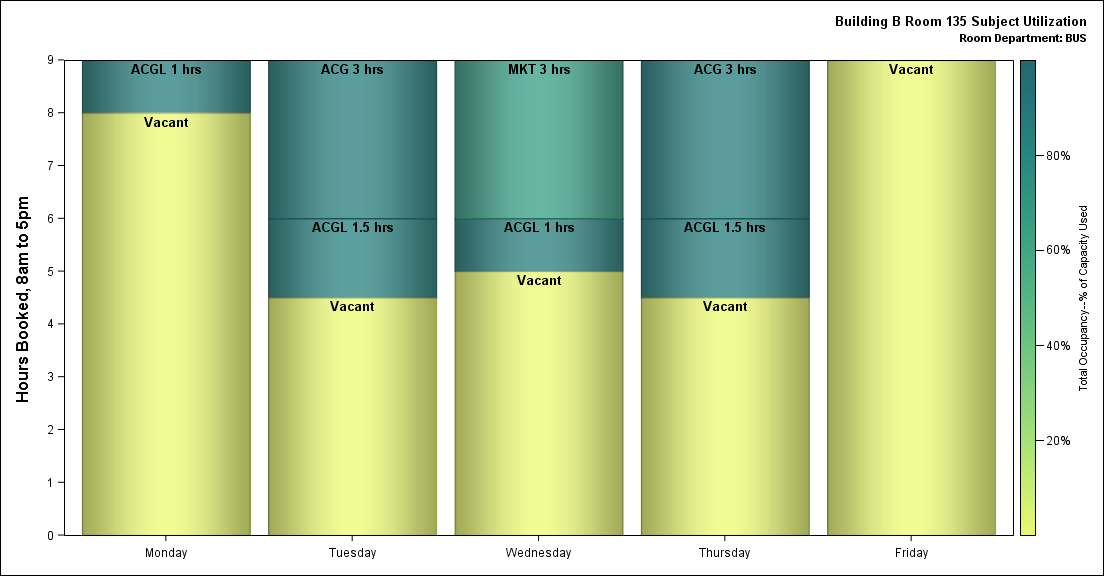 Building B Room 135 Subject Utilization
Room Department: BUS
Hours Booked, 8am to 5pm
9
8
7
6
5
4
3
2
1
0
ACGL 1 hrs
Vacant
ACG 3 hrs
ACGL 1.5 hrs
Vacant
MKT 3 hrs
ACGL 1 hrs
Vacant
ACG 3 hrs
ACGL 1.5 hrs
Vacant
Vacant
Monday
Tuesday
Wednesday
Thursday
Friday
80%
60%
40%
20%
Total Occupancy--% of Capacity Used